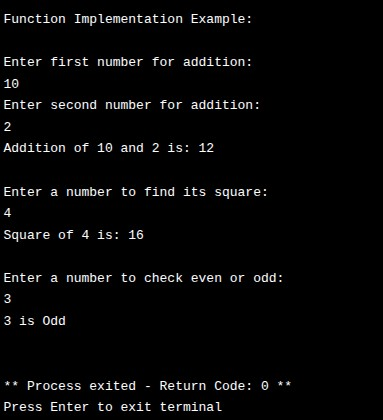 Function Implementation Example:
Enter first number for addition:
10
Enter second number for addition:
2
Addition of 10 and 2 is: 12
Enter a number to find its square:
4
Square of 4 is: 16
Enter a number to check even or odd:
3
3 is Odd
** Process exited - Return Code: 0 **
Press Enter to exit terminal